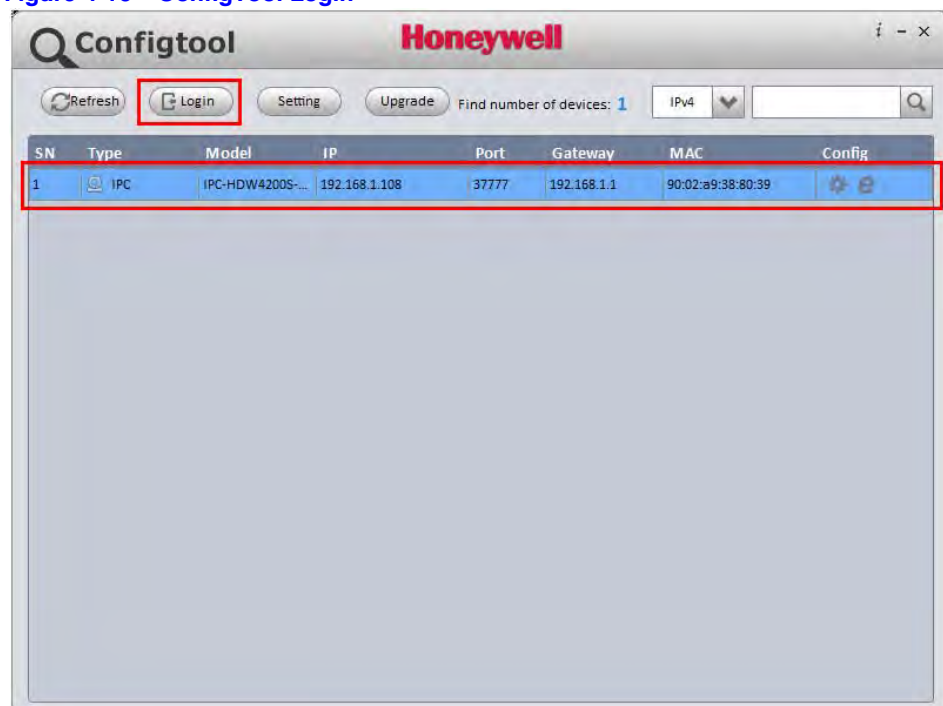 ConfigTool Login
Configtool
Honeywell
i - x
Refresh Login Setting Upgrade Find number of devices: 1 IPv4
SN Type Model IP Port Gateway MAC Config
1 IPC IPC-HDW4200S-... 192.168.1.108 37777 192.168.1.1 90:02:a9:38:80:39